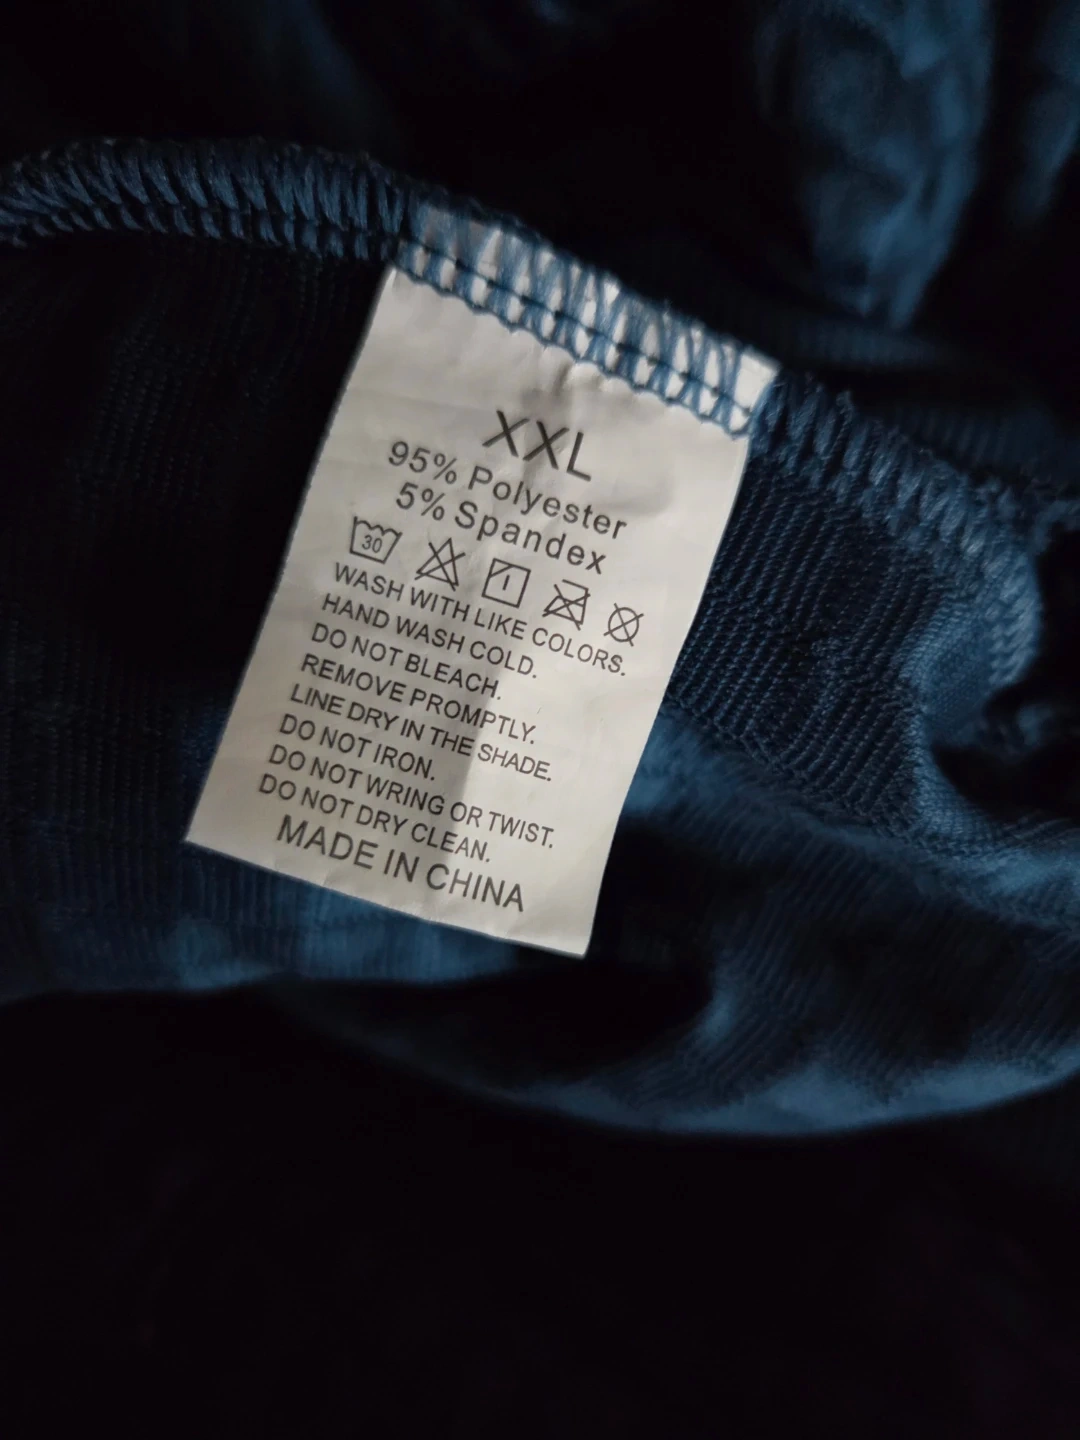 XXL
95% Polyester
5% Spandex
30
WASH WITH LIKE COLORS.
HAND WASH COLD.
DO NOT BLEACH.
REMOVE PROMPTLY.
LINE DRY IN THE SHADE.
DO NOT IRON.
DO NOT WRING OR TWIST.
DO NOT DRY CLEAN.
MADE IN CHINA